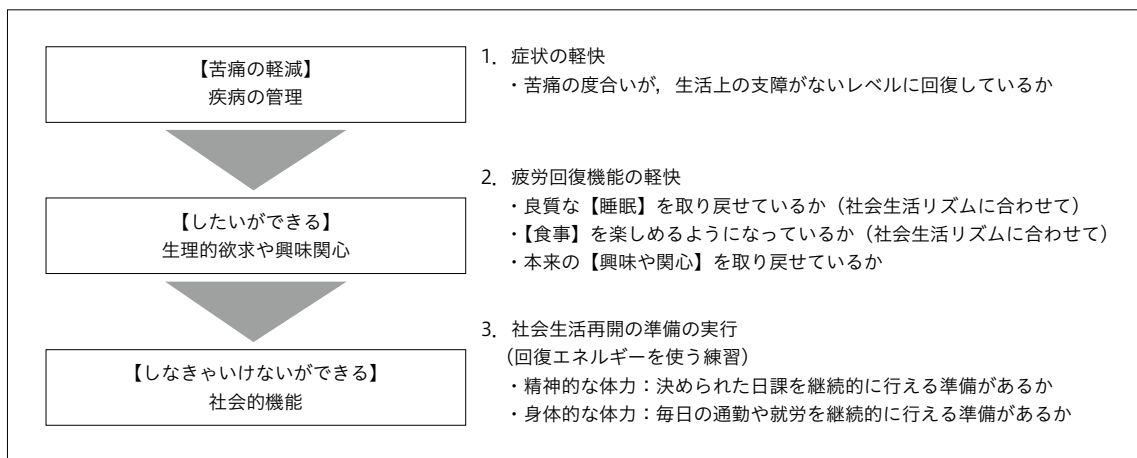 【苦痛の軽減】
疾病の管理
1．症状の軽快
・苦痛の度合いが，生活上の支障がないレベルに回復しているか
【したいができる】
生理的欲求や興味関心
2．疲労回復機能の軽快
・良質な【睡眠】を取り戻せているか（社会生活リズムに合わせて）
・【食事】を楽しめるようになっているか（社会生活リズムに合わせて）
・本来の【興味や関心】を取り戻せているか
【しなきゃいけないができる】
社会的機能
3．社会生活再開の準備の実行
（回復エネルギーを使う練習）
・精神的な体力：決められた日課を継続的に行える準備があるか
・身体的な体力：毎日の通勤や就労を継続的に行える準備があるか